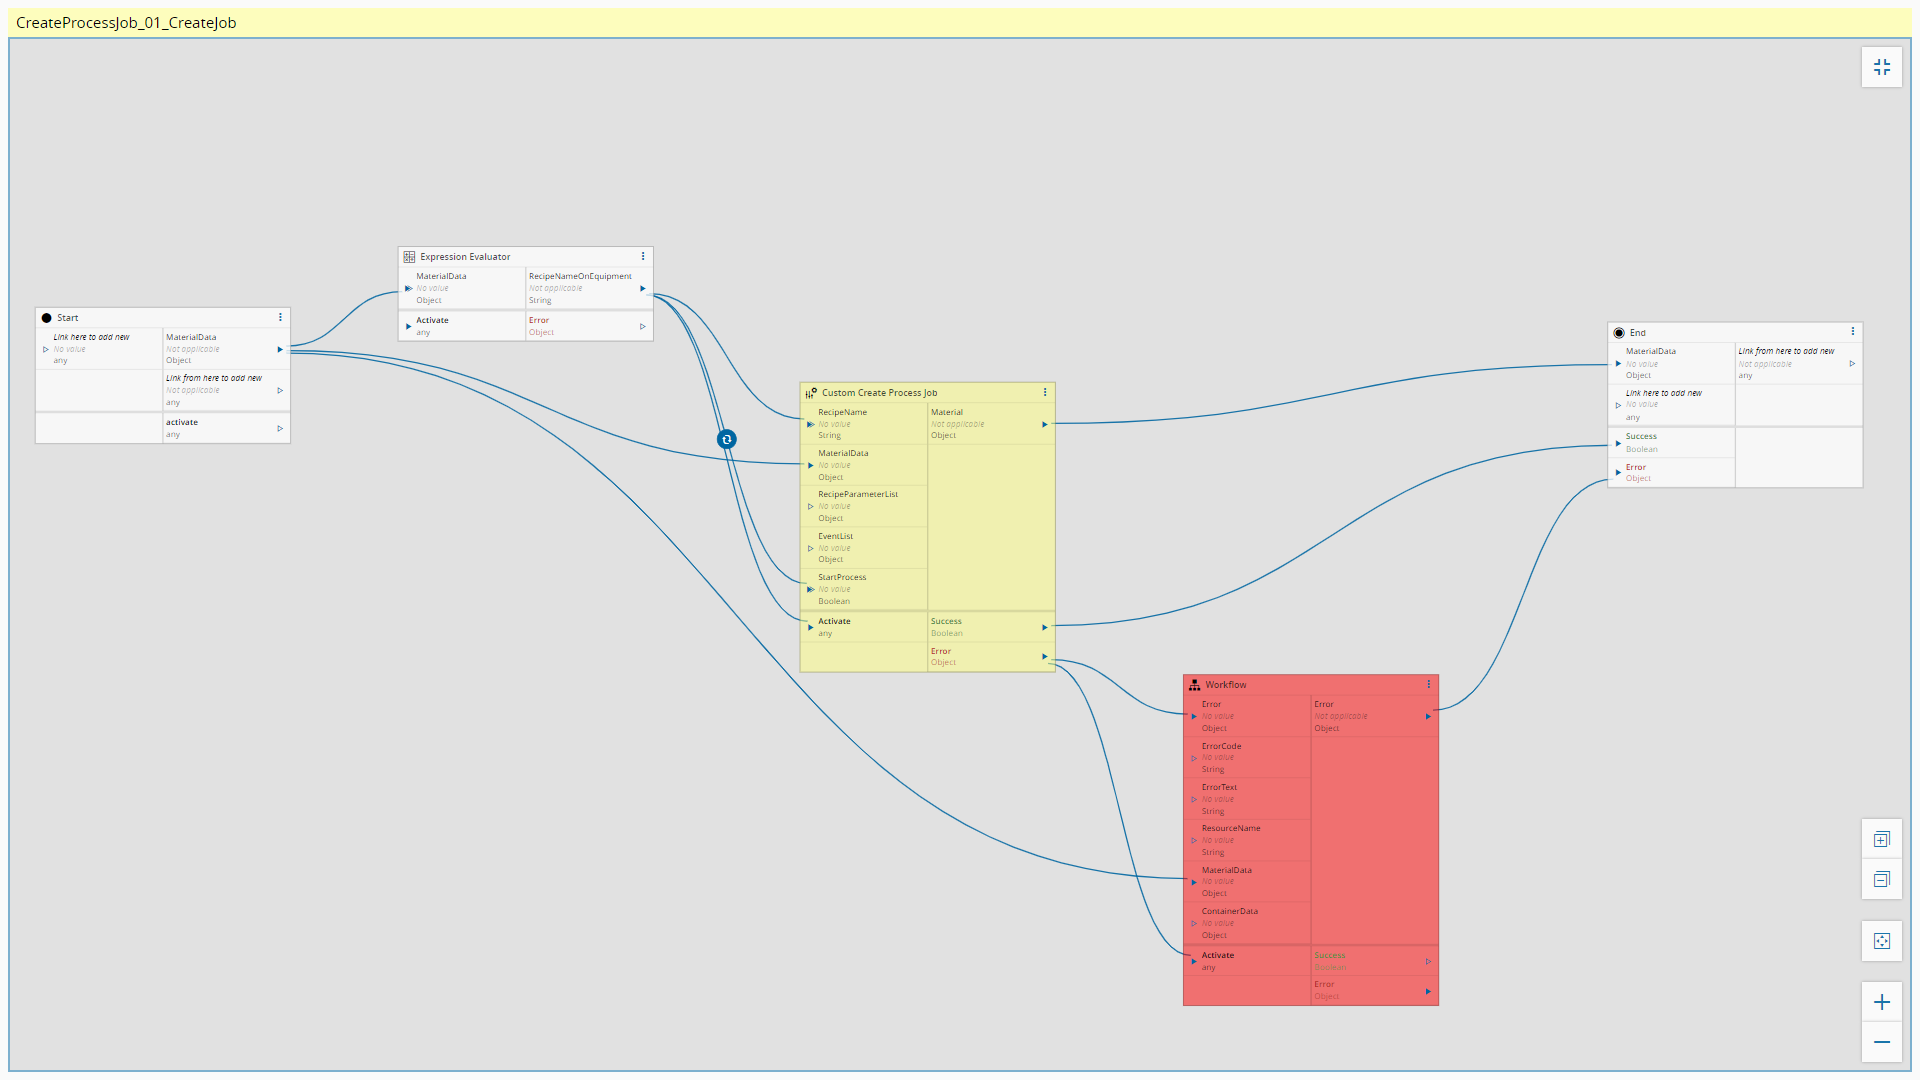 CreateProcessJob_01_CreateJob
Start
Link here to add new
No value
any
MaterialData
Not applicable
Object
Link from here to add new
Not applicable
any
activate
any
Expression Evaluator
MaterialData
No value
Object
RecipeNameOnEquipment
Not applicable
String
Activate
any
Error
Object
Custom Create Process Job
RecipeName
No value
String
Material
Not applicable
Object
MaterialData
No value
Object
RecipeParameterList
No value
Object
EventList
No value
Object
StartProcess
No value
Boolean
Activate
any
Success
Boolean
Error
Object
Workflow
Error
No value
Object
Error
Not applicable
Object
ErrorCode
No value
String
ErrorText
No value
String
ResourceName
No value
String
MaterialData
No value
Object
ContainerData
No value
Object
Activate
any
Success
Boolean
Error
Object
End
MaterialData
No value
Object
Link from here to add new
Not applicable
any
Link here to add new
No value
any
Success
Boolean
Error
Object